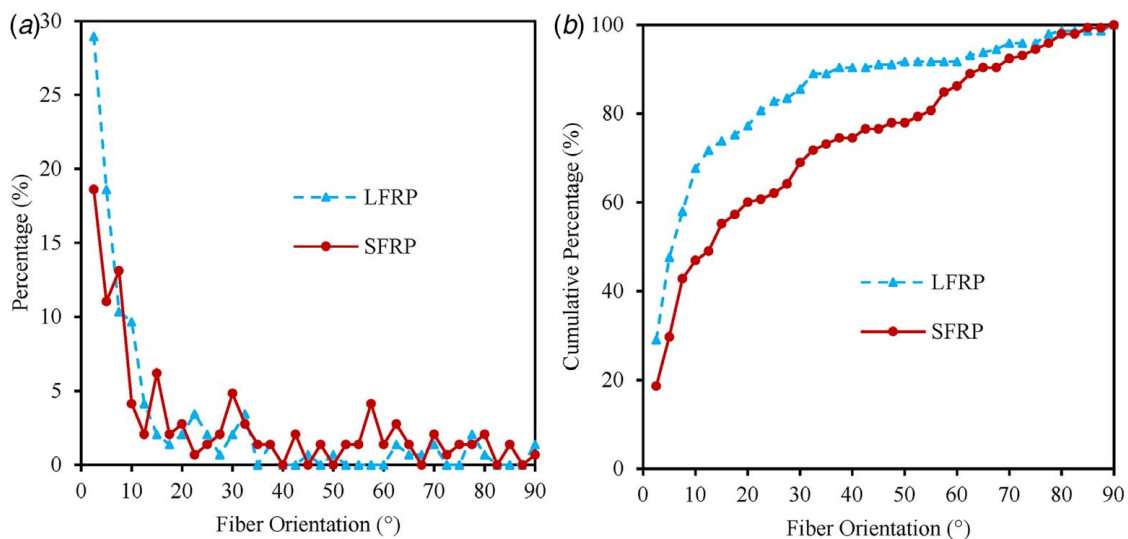 (a)
30
25
20
15
10
5
0
Percentage (%)
LFRP
SFRP
0 10 20 30 40 50 60 70 80 90
Fiber Orientation (°)
(b)
100
80
60
40
20
0
Cumulative Percentage (%)
LFRP
SFRP
0 10 20 30 40 50 60 70 80 90
Fiber Orientation (°)